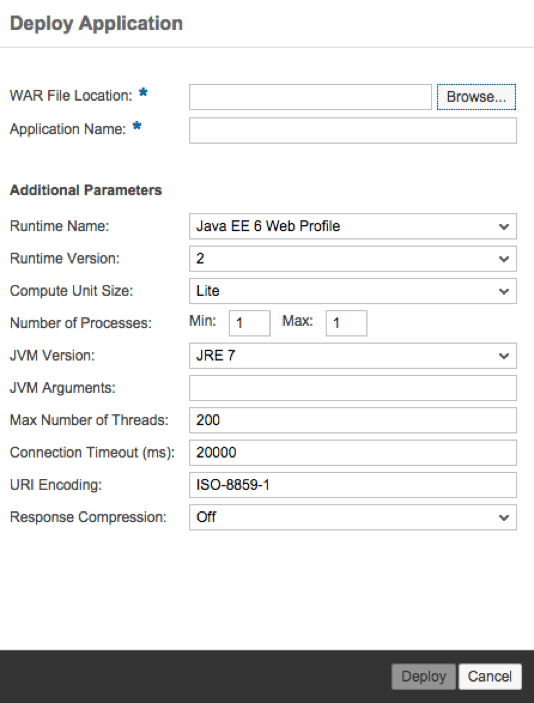 Deploy Application
WAR File Location: * Browse...
Application Name: *
Additional Parameters
Runtime Name: Java EE 6 Web Profile
Runtime Version: 2
Compute Unit Size: Lite
Number of Processes: Min: 1 Max: 1
JVM Version: JRE 7
JVM Arguments:
Max Number of Threads: 200
Connection Timeout (ms): 20000
URI Encoding: ISO-8859-1
Response Compression: Off
Deploy Cancel